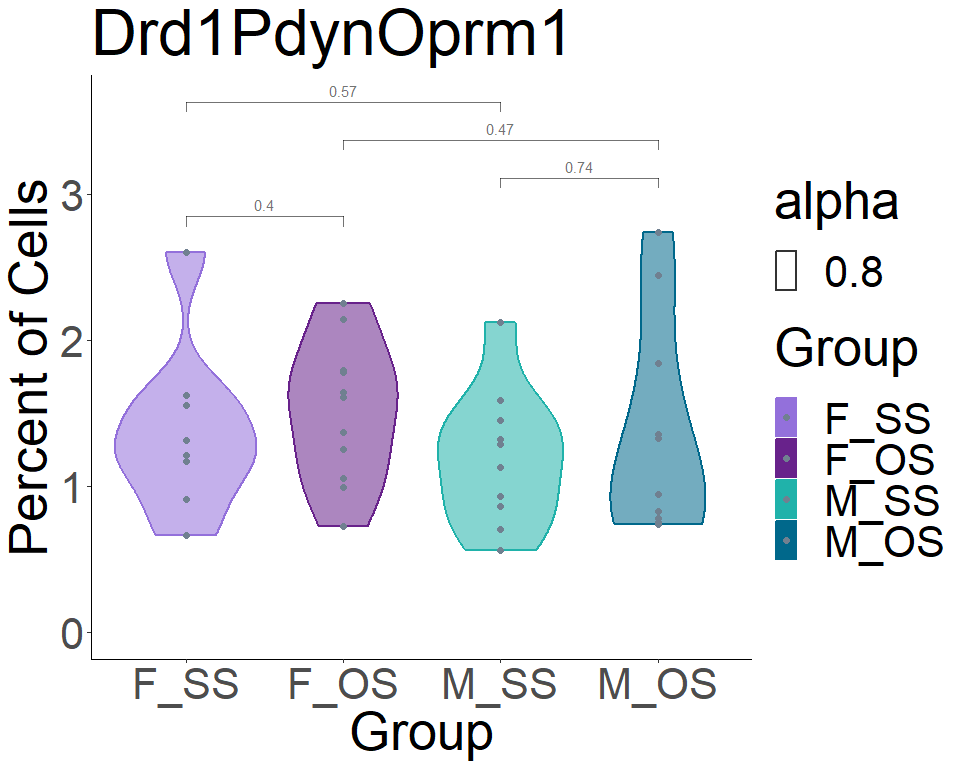 Drd1PdynOprm1
Percent of Cells
3
2
1
0
0.57
0.47
0.74
0.4
F_SS
F_OS
M_SS
M_OS
Group
alpha
0.8
Group
F_SS
F_OS
M_SS
M_OS